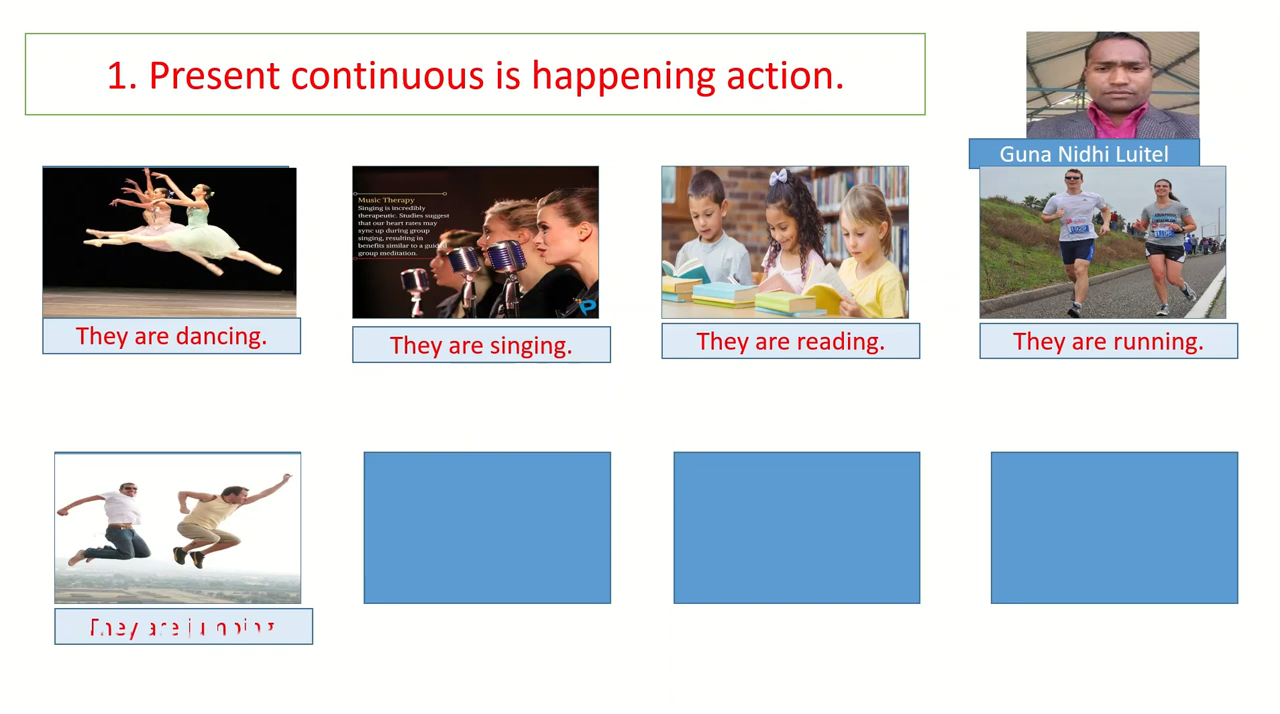 1. Present continuous is happening action.
Guna Nidhi Luitel
Music Therapy
Singing is incredibly
therapeutic. Studies suggest
that our heart rates may
sync up during group
singing, resulting in
benefits similar to a guided
group meditation.
They are dancing.
They are singing.
They are reading.
They are running.
They are jumping.